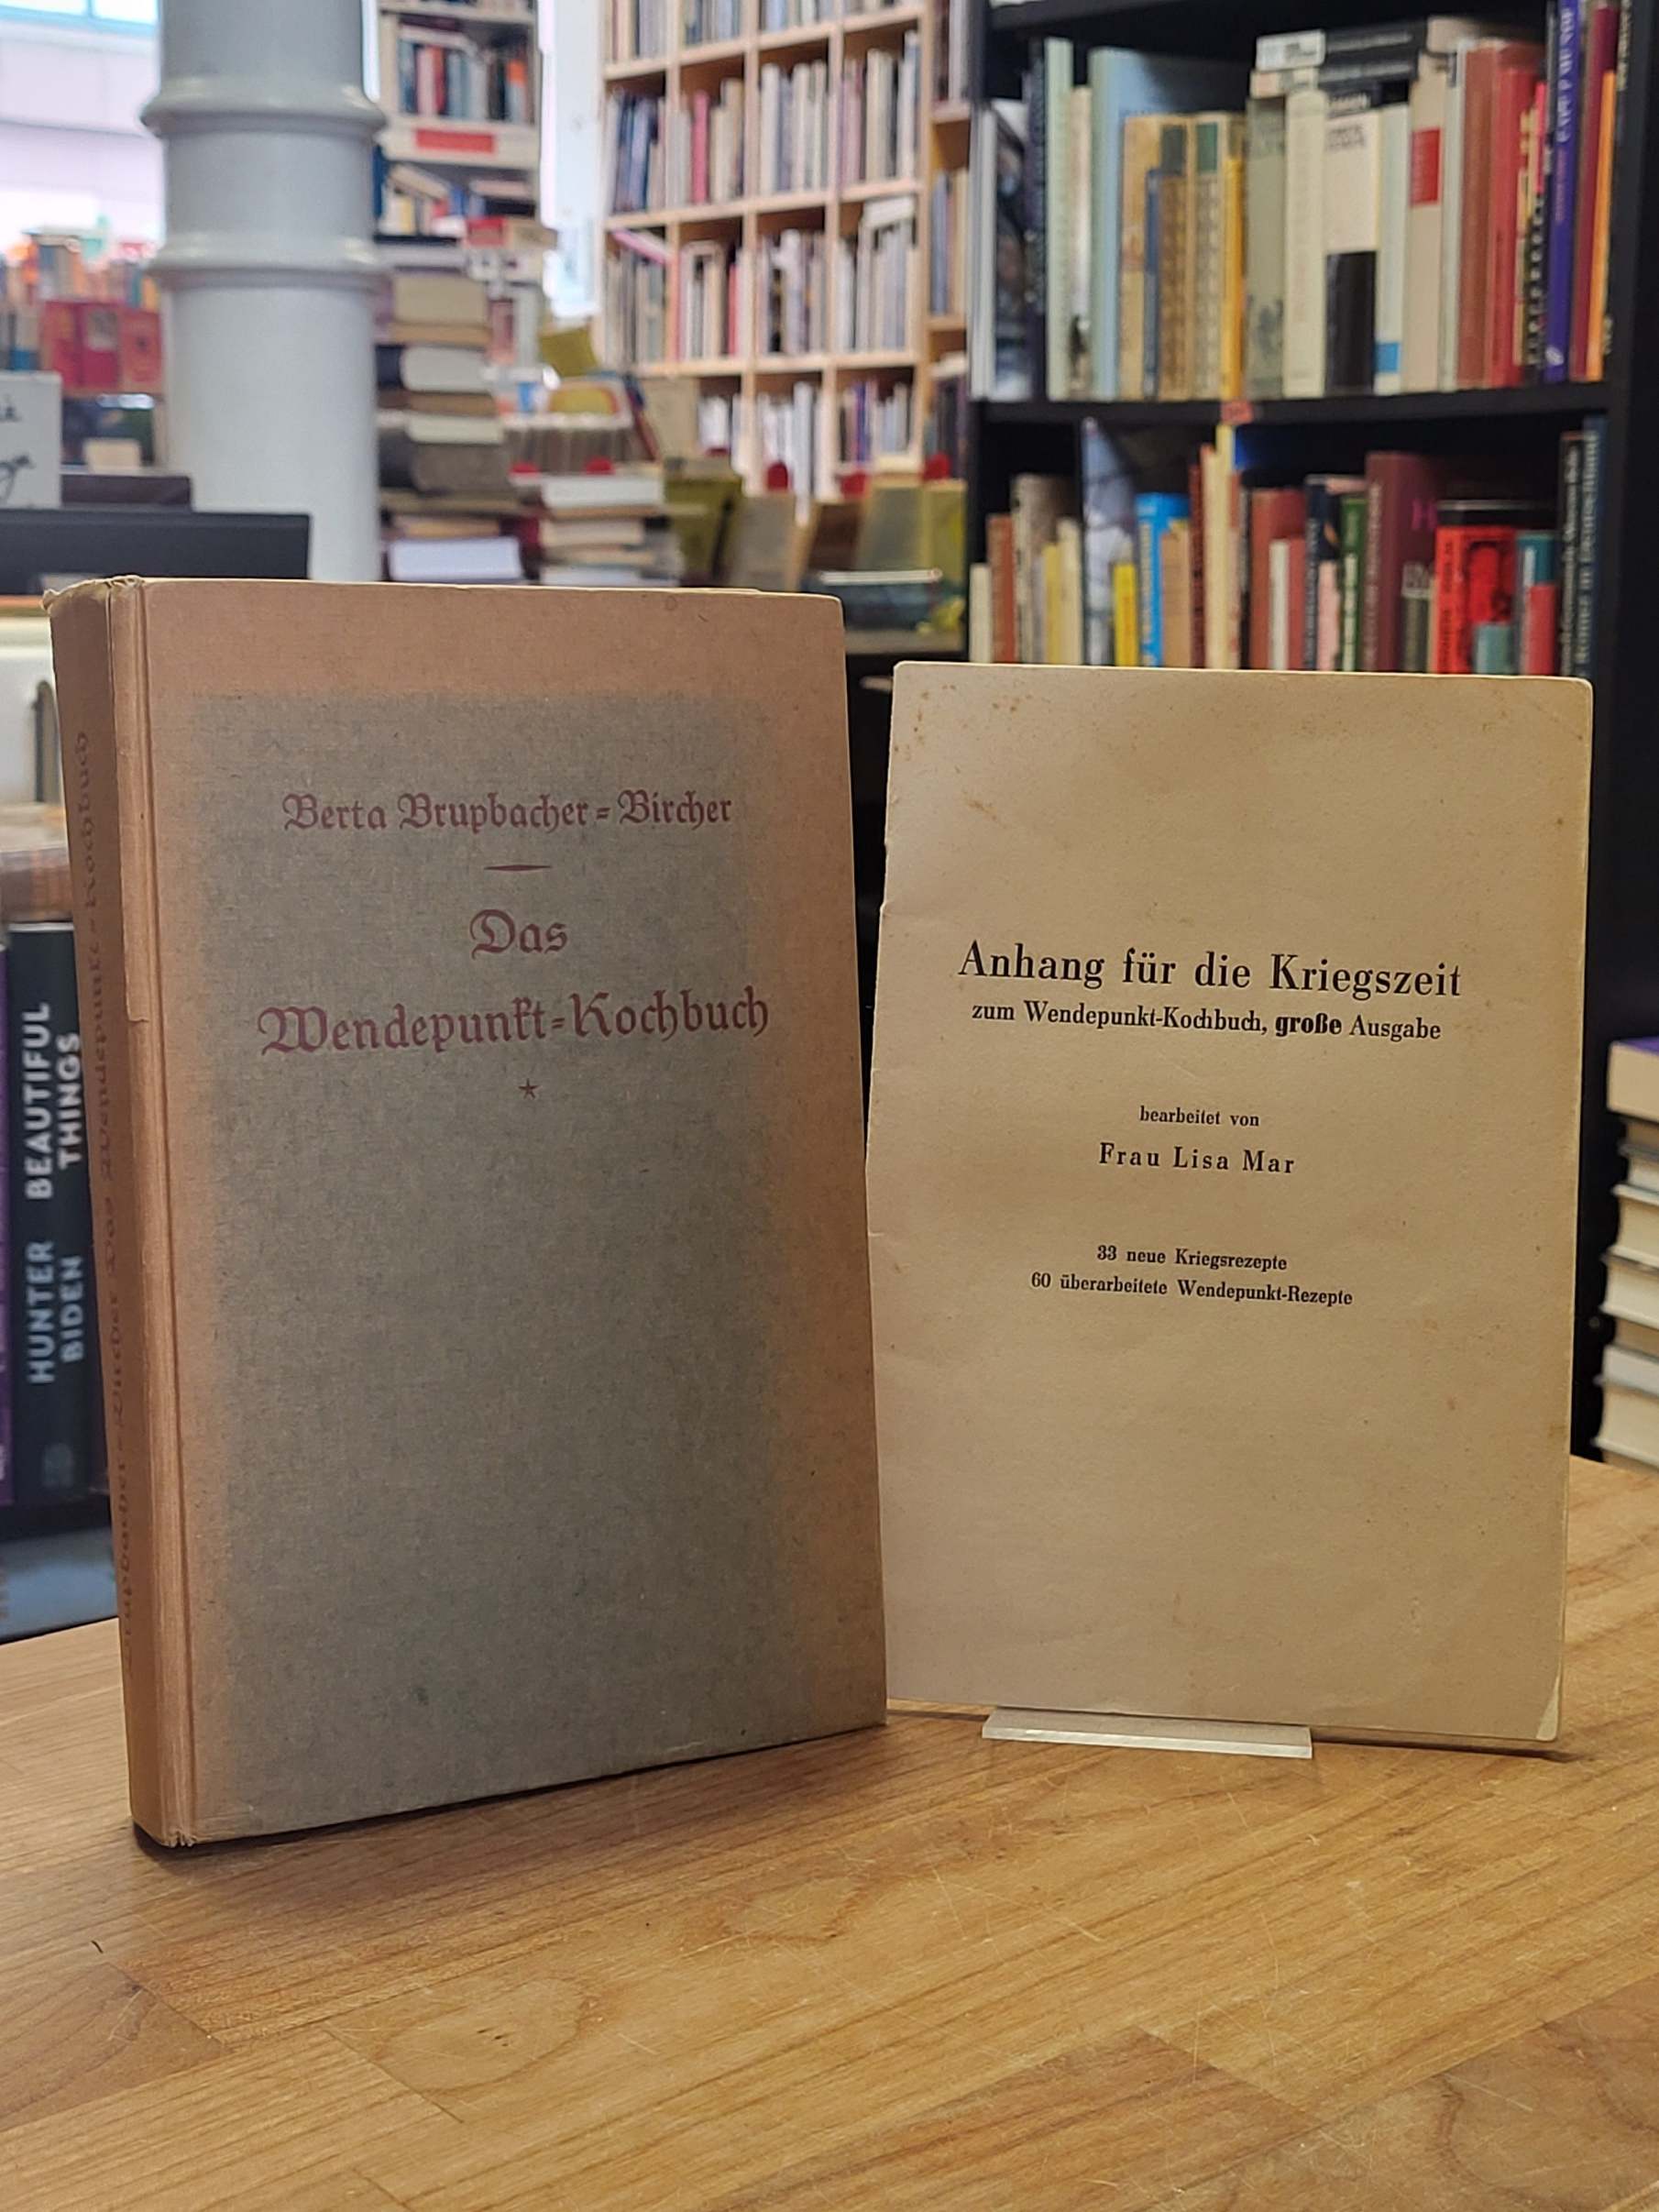 Berta Brupbacher=Bircher
Das
Wendepunkt=Kochbuch
*
Anhang für die Kriegszeit
zum Wendepunkt-Kochbuch, große Ausgabe
bearbeitet von
Frau Lisa Mar
33 neue Kriegsrezepte
60 überarbeitete Wendepunkt-Rezepte
HUNTER BIDEN
BEAUTIFUL THINGS